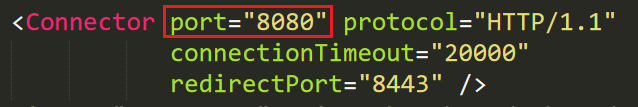 <Connector port="8080" protocol="HTTP/1.1"
connectionTimeout="20000"
redirectPort="8443" />